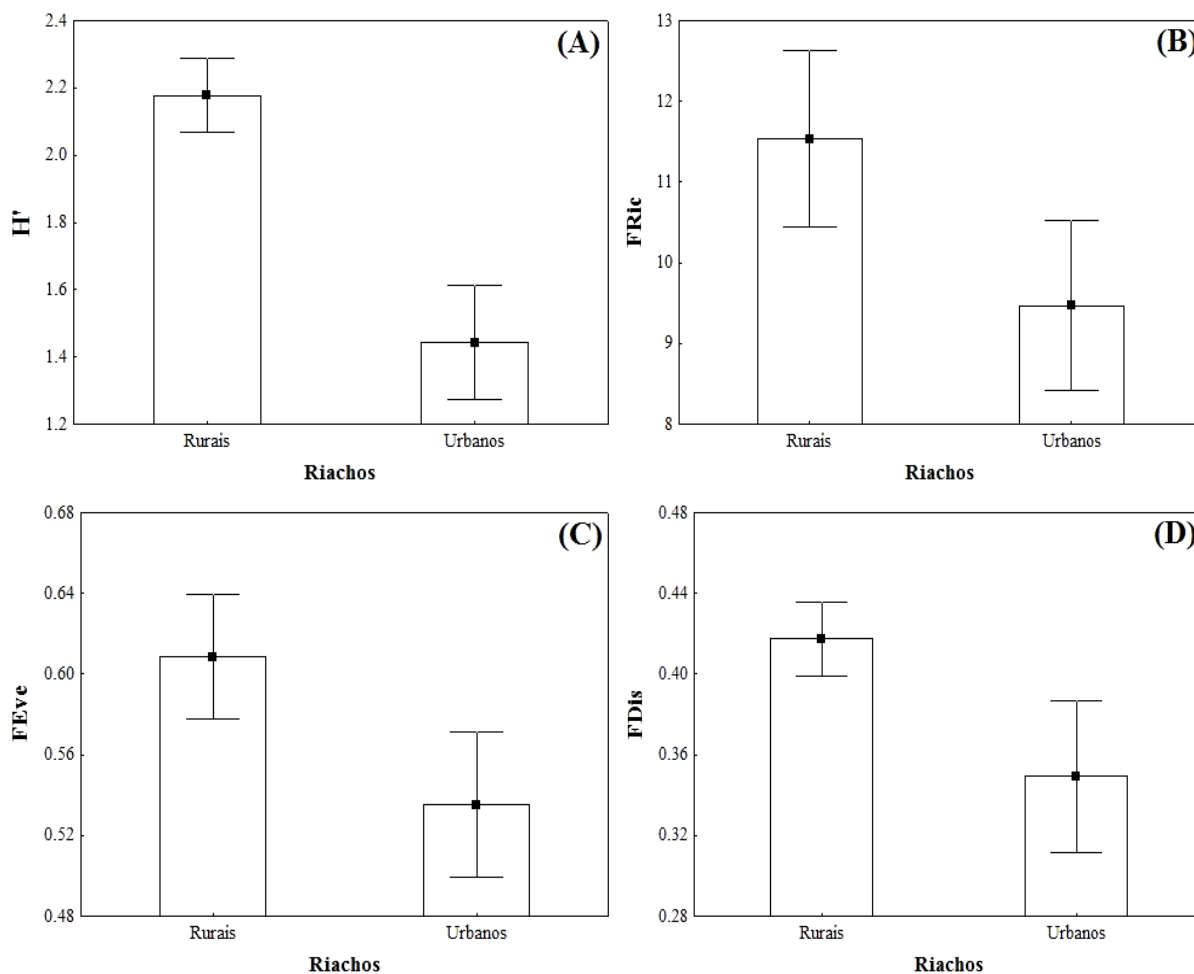 (A)
H'
2.4
2.2
2.0
1.8
1.6
1.4
1.2
Rurais Urbanos
Riachos
(B)
FRic
13
12
11
10
9
8
Rurais Urbanos
Riachos
(C)
FEve
0.68
0.64
0.60
0.56
0.52
0.48
Rurais Urbanos
Riachos
(D)
FDis
0.48
0.44
0.40
0.36
0.32
0.28
Rurais Urbanos
Riachos